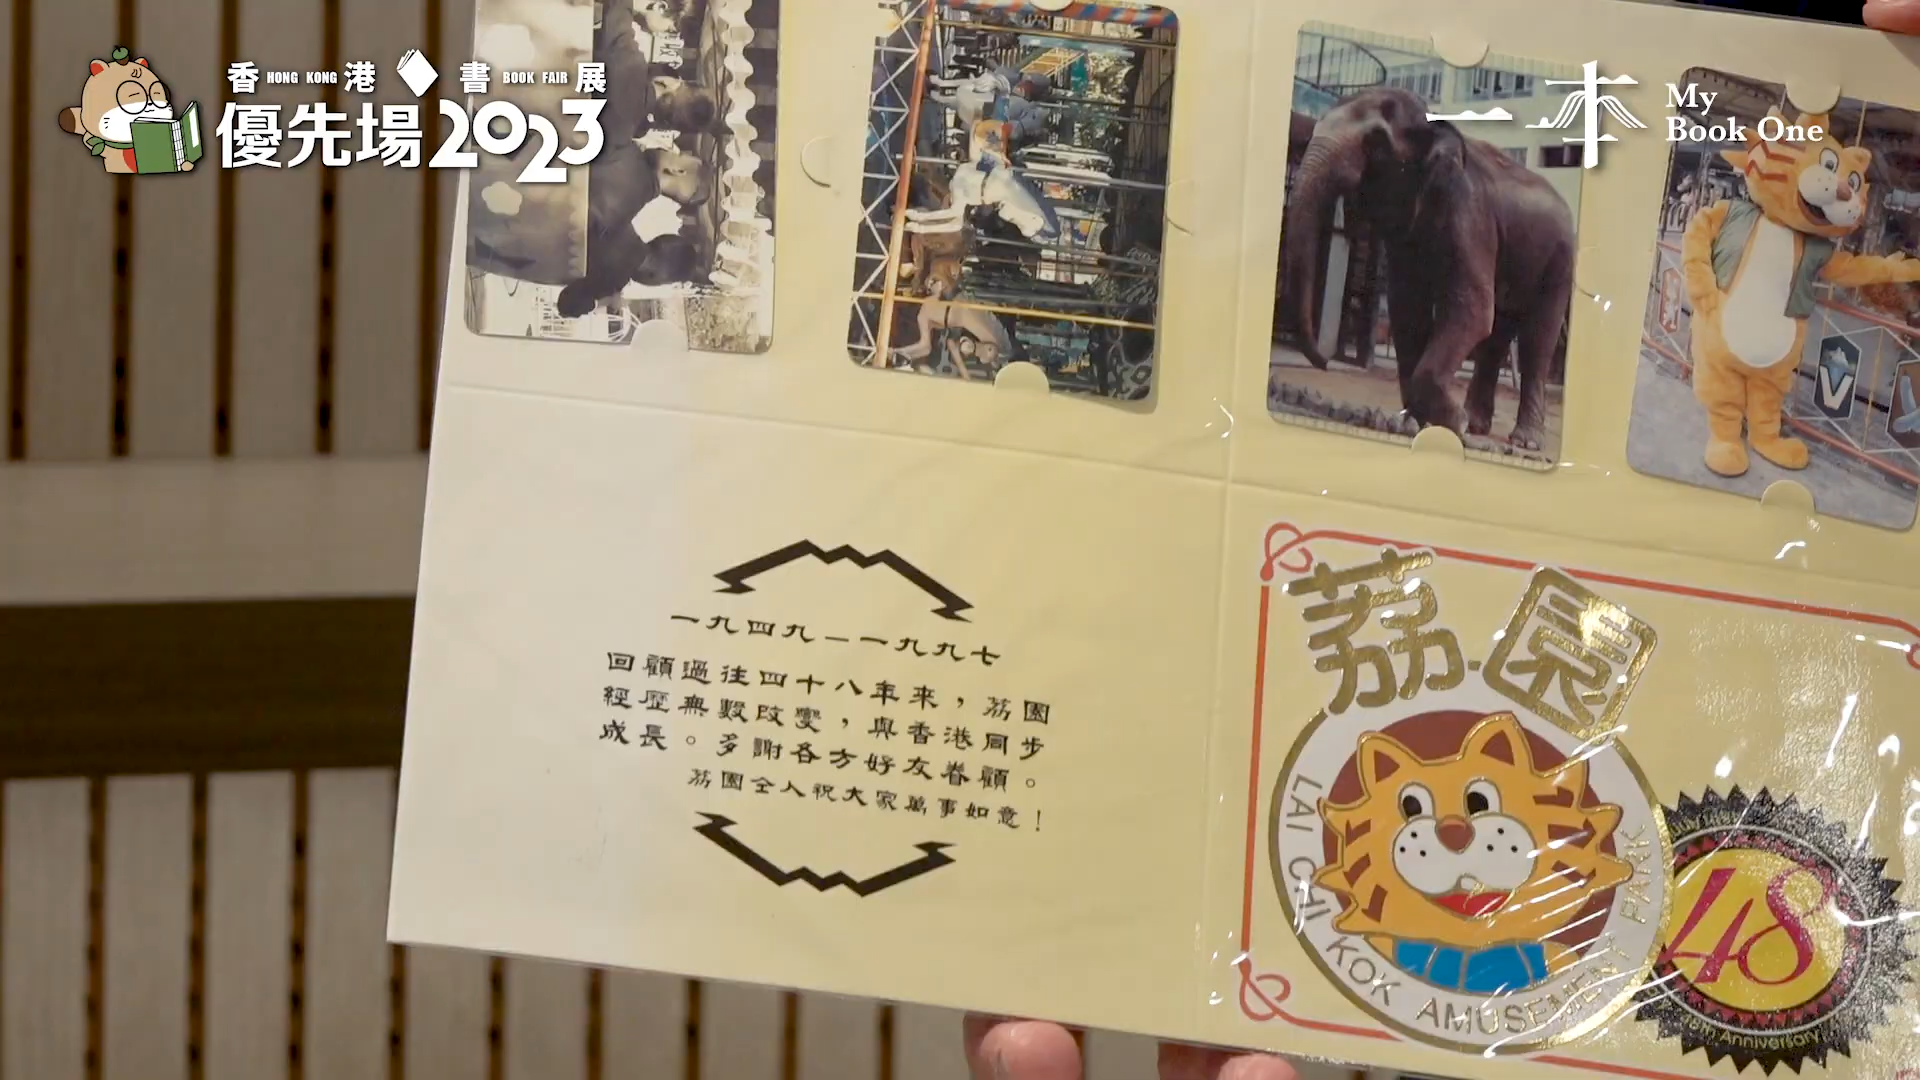 香 HONG KONG 港 書 BOOK FAIR 展
優先場2023
一本 My
Book One
一九四九－一九九七
回顧過往四十八年來，荔園
經歷無數改變，與香港同步
成長。多謝各方好友眷顧。
荔園仝人祝大家萬事如意！
荔園
LAI CHI KOK AMUSEMENT PARK
48
48th Anniversary
V